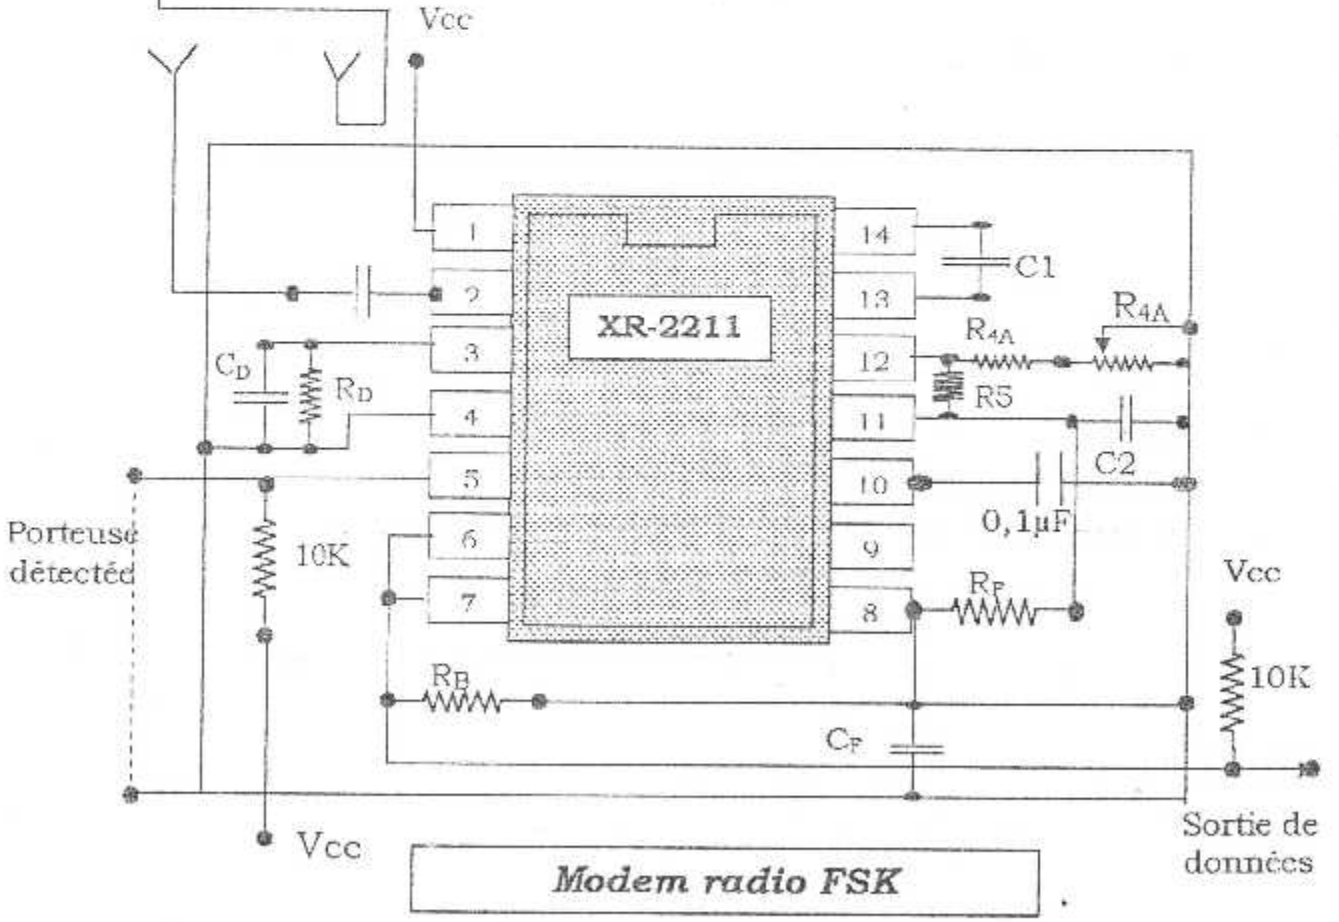 Vcc
1
14
C1
2
13
XR-2211
R4A
R4A
3
12
CD
RD
R5
4
11
C2
5
10
0,1µF
Porteuse
détectée
10K
6
9
Vcc
7
8
RF
RB
10K
CF
Sortie de
données
Vcc
Modem radio FSK